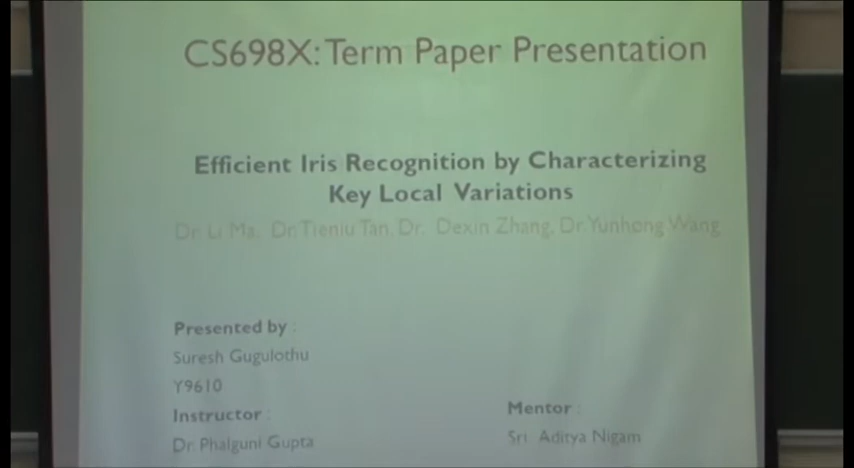 CS698X: Term Paper Presentation
Efficient Iris Recognition by Characterizing
Key Local Variations
Dr. Li Ma, Dr. Tieniu Tan, Dr. Dexin Zhang, Dr. Yunhong Wang
Presented by :
Suresh Gugulothu
Y9610
Instructor :
Dr. Phalguni Gupta
Mentor :
Sri. Aditya Nigam